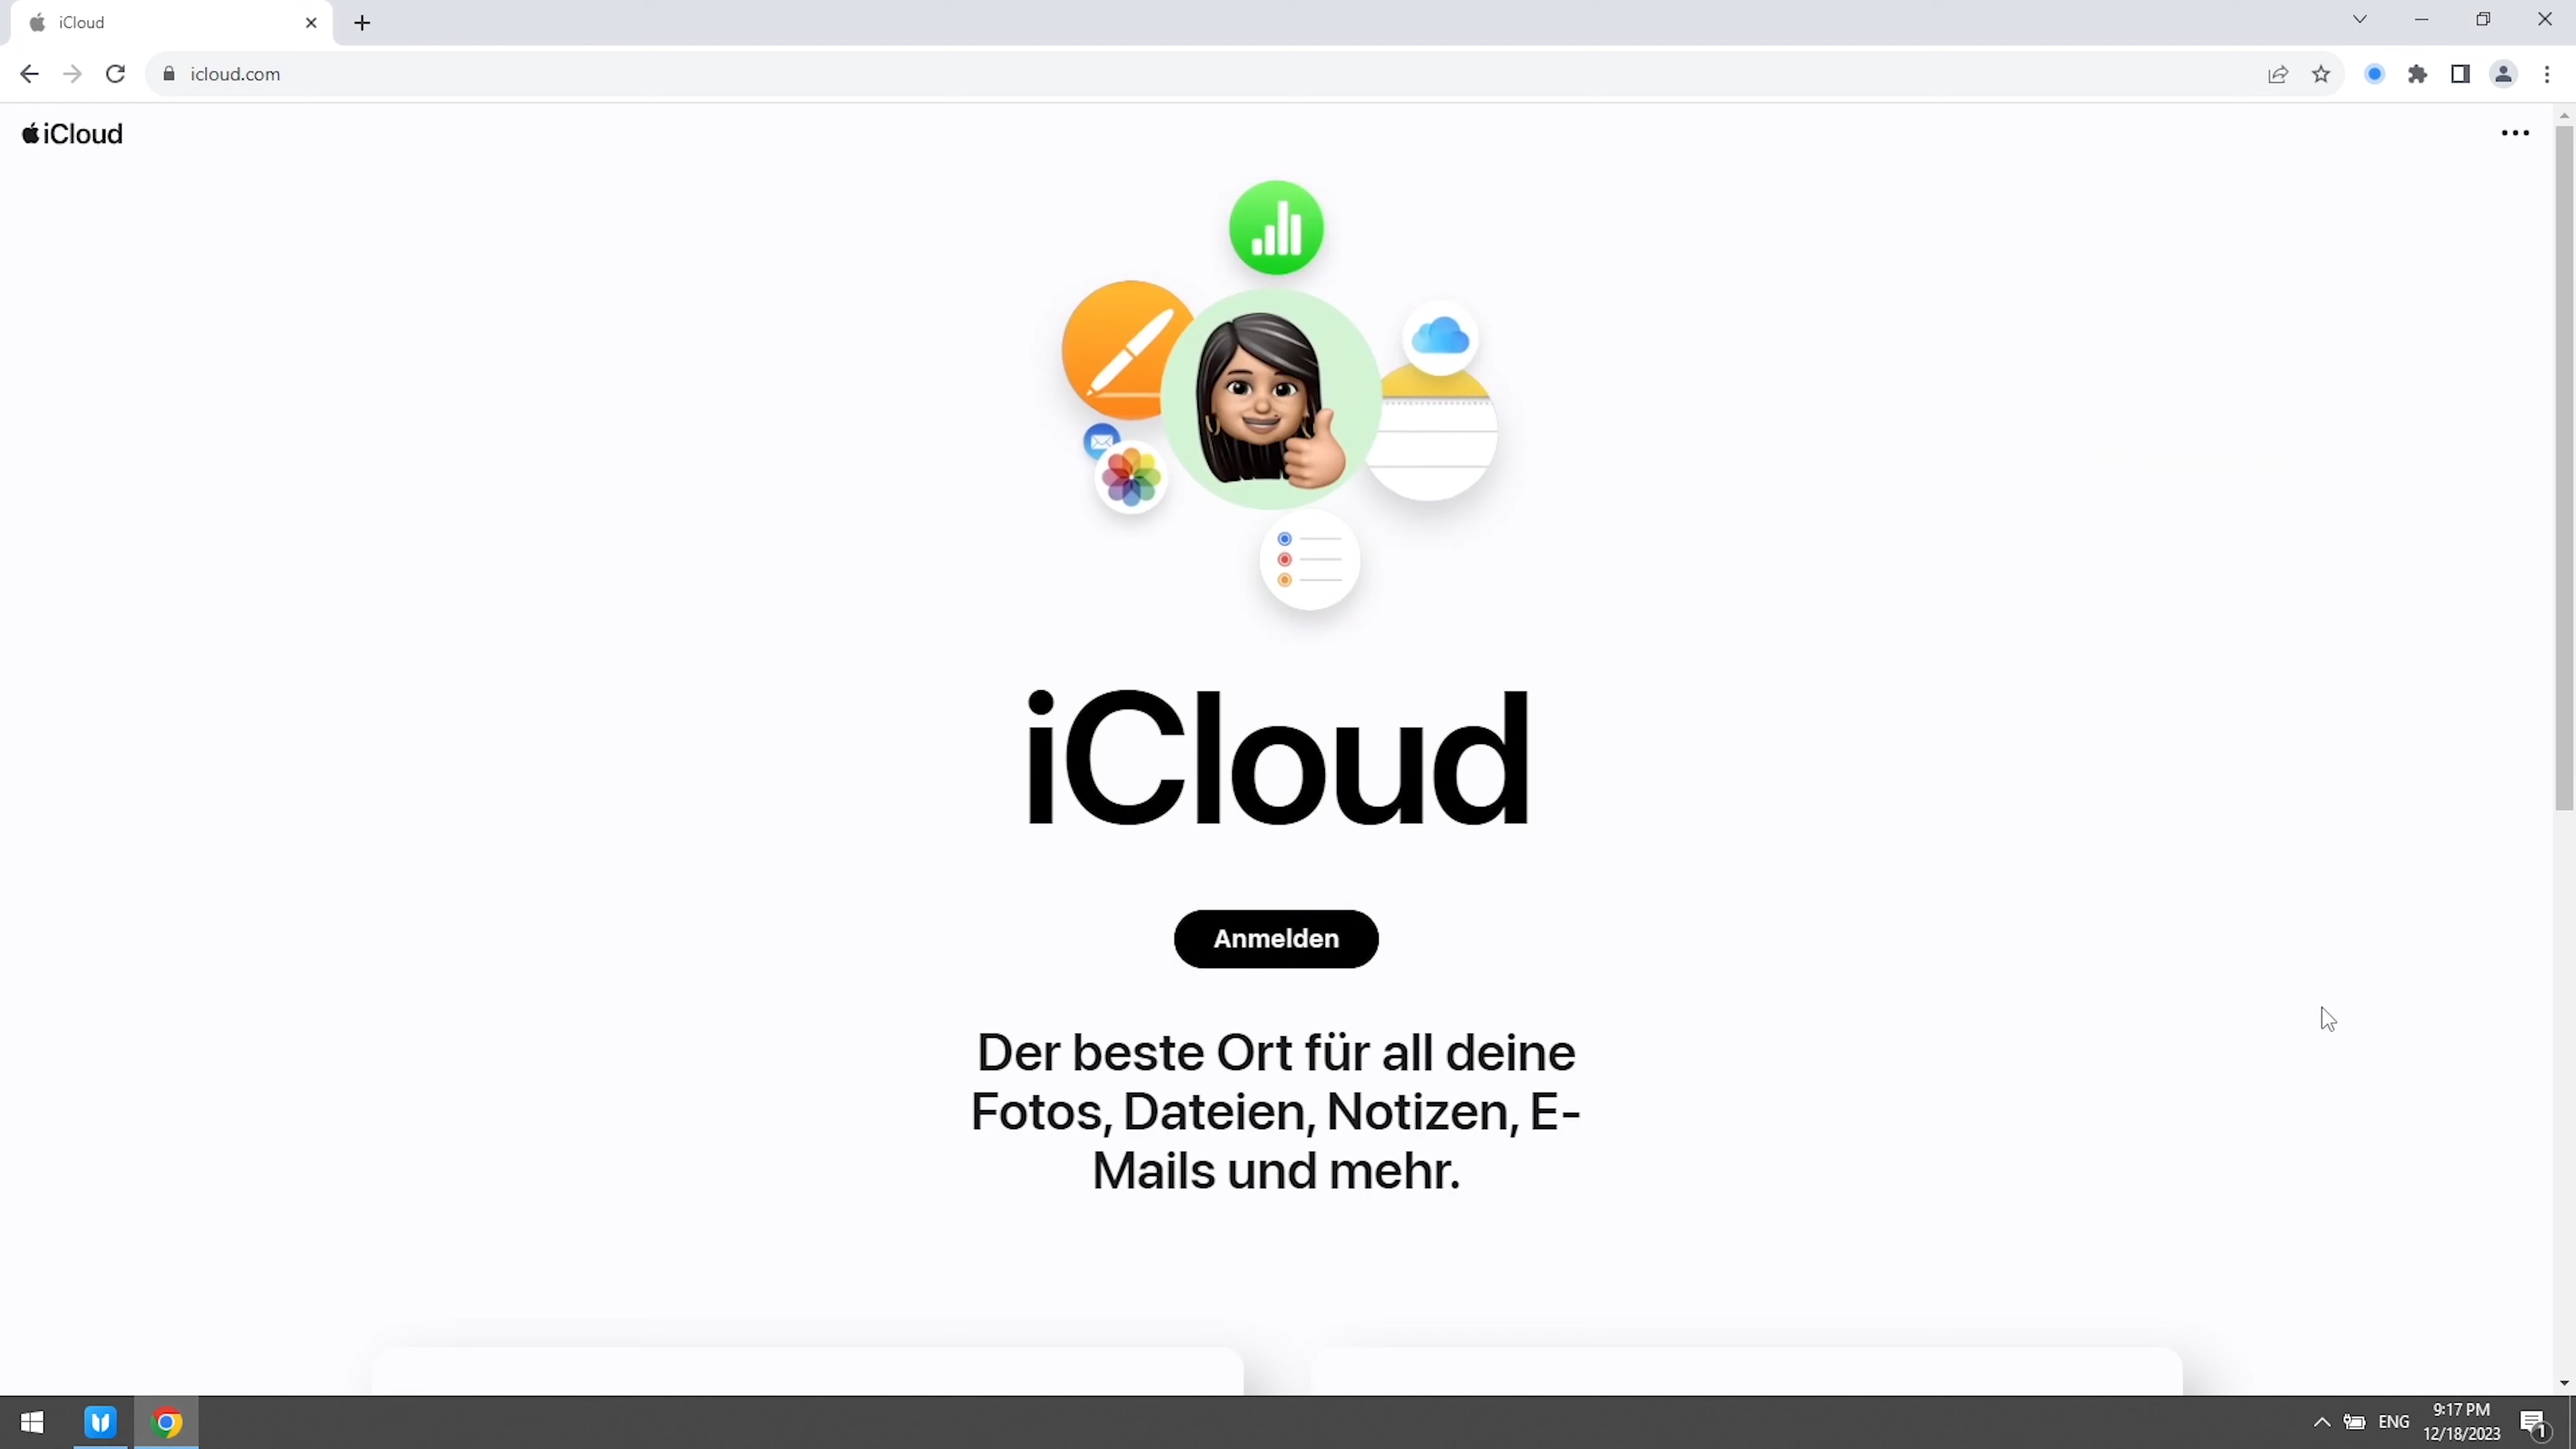 iCloud
icloud.com
iCloud
iCloud
Anmelden
Der beste Ort für all deine
Fotos, Dateien, Notizen, E-
Mails und mehr.
ENG
9:17 PM
12/18/2023
1